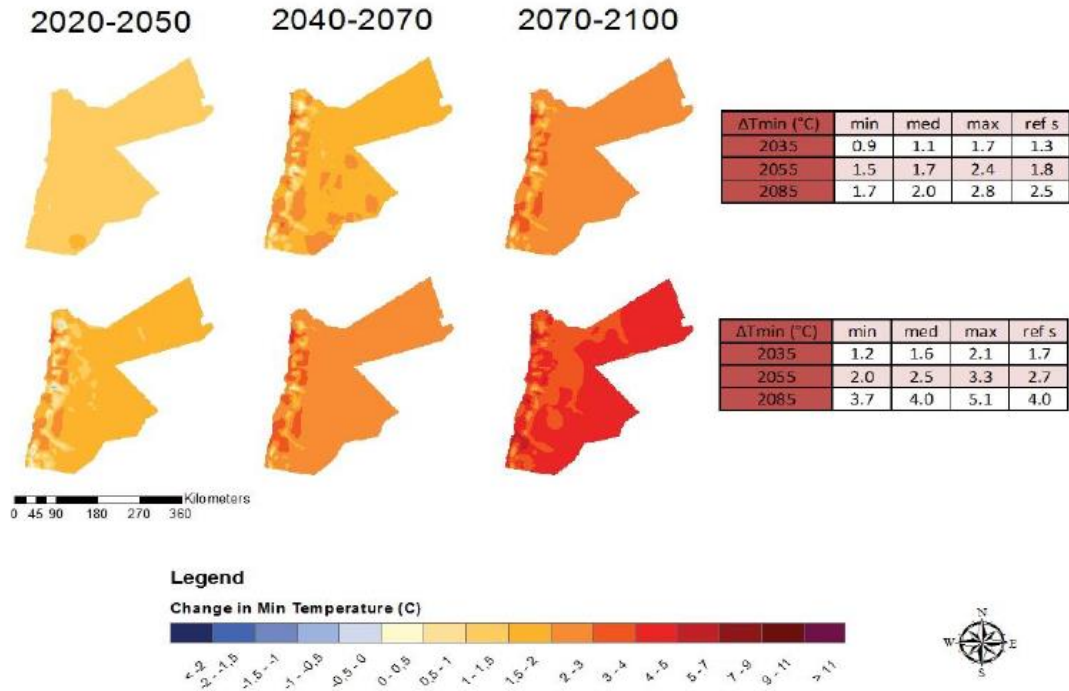 2020-2050 2040-2070 2070-2100
ΔTmin (°C) min med max ref s
2035 0.9 1.1 1.7 1.3
2055 1.5 1.7 2.4 1.8
2085 1.7 2.0 2.8 2.5
ΔTmin (°C) min med max ref s
2035 1.2 1.6 2.1 1.7
2055 2.0 2.5 3.3 2.7
2085 3.7 4.0 5.1 4.0
Kilometers
0 45 90 180 270 360
Legend
Change in Min Temperature (C)
<-2 -2 - -1,5 -1,5 - -1 -1 - -0,5 -0,5 - 0 0 - 0,5 0,5 - 1 1 - 1,5 1,5 - 2 2 - 3 3 - 4 4 - 5 5 - 7 7 - 9 9 - 11 > 11
N
W E
S